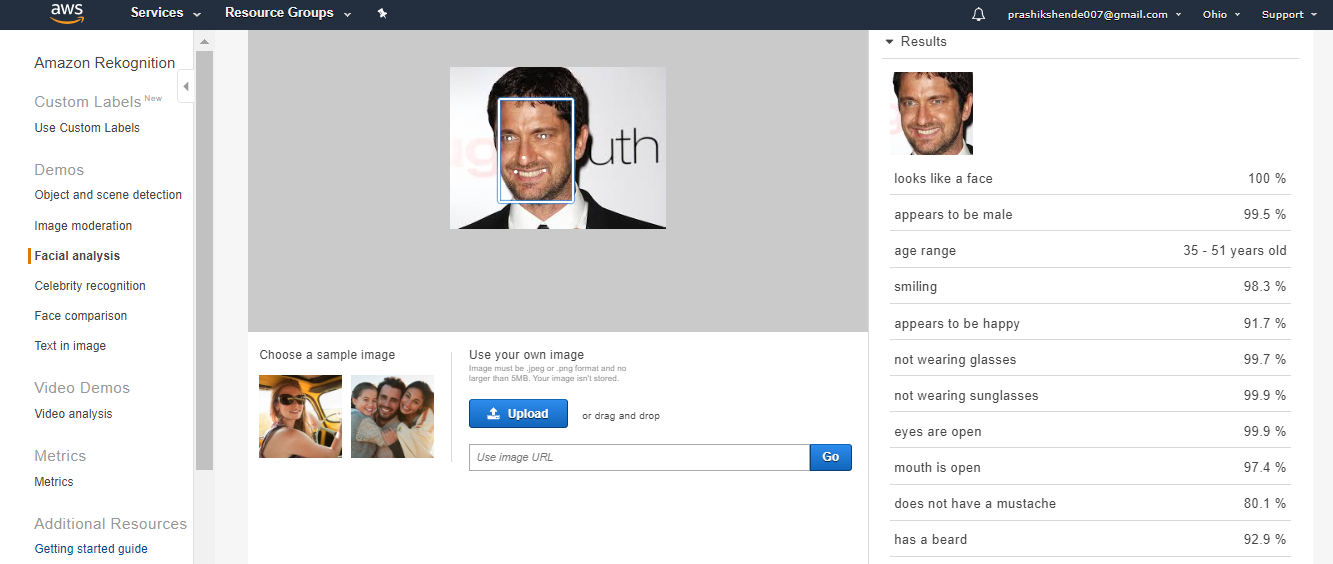 aws
Services
Resource Groups
prashikshende007@gmail.com
Ohio
Support
Amazon Rekognition
Custom Labels New
Use Custom Labels
Demos
Object and scene detection
Image moderation
Facial analysis
Celebrity recognition
Face comparison
Text in image
Video Demos
Video analysis
Metrics
Metrics
Additional Resources
Getting started guide
uth
Choose a sample image
Use your own image
Image must be .jpeg or .png format and no
larger than 5MB. Your image isn't stored.
Upload
or drag and drop
Use image URL
Go
Results
looks like a face 100 %
appears to be male 99.5 %
age range 35 - 51 years old
smiling 98.3 %
appears to be happy 91.7 %
not wearing glasses 99.7 %
not wearing sunglasses 99.9 %
eyes are open 99.9 %
mouth is open 97.4 %
does not have a mustache 80.1 %
has a beard 92.9 %